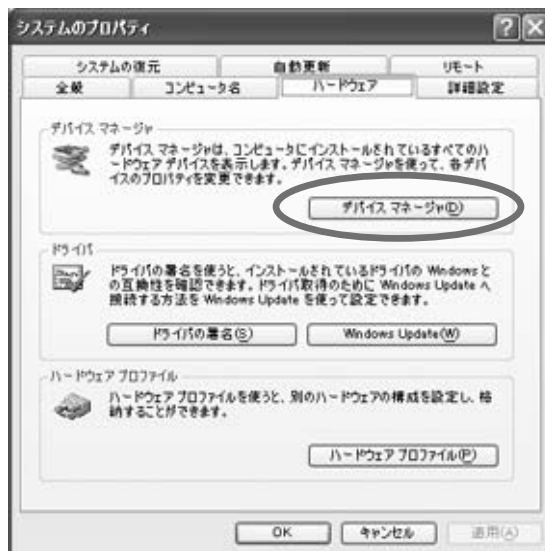 システムのプロパティ
システムの復元 自動更新 リモート
全般 コンピュータ名 ハードウェア 詳細設定
デバイス マネージャ
デバイス マネージャは、コンピュータにインストールされているすべてのハ
ードウェア デバイスを表示します。デバイス マネージャを使って、各デバ
イスのプロパティを変更できます。
デバイス マネージャ(D)
ドライバ
ドライバの署名を使うと、インストールされているドライバの Windows と
の互換性を確認できます。ドライバ取得のために Windows Update へ
接続する方法を Windows Update を使って設定できます。
ドライバの署名(S) Windows Update(W)
ハードウェア プロファイル
ハードウェア プロファイルを使うと、別のハードウェアの構成を設定し、格
納することができます。
ハードウェア プロファイル(P)
OK キャンセル 適用(A)